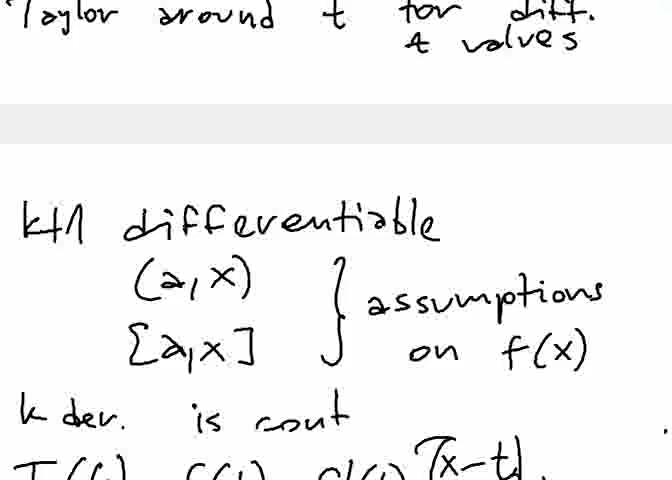 Taylor around t for diff.
t values
k+1 differentiable
(a, x)
[a, x]
assumptions
on f(x)
k der. is cont
(x-t)